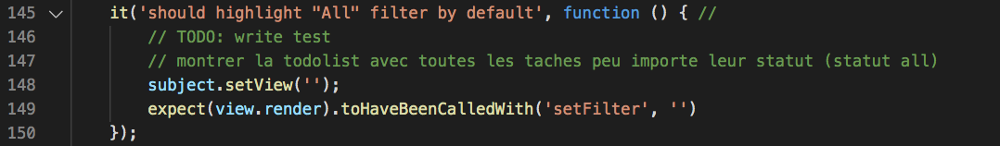 145 it('should highlight "All" filter by default', function () { //
146 // TODO: write test
147 // montrer la todolist avec toutes les taches peu importe leur statut (statut all)
148 subject.setView('');
149 expect(view.render).toHaveBeenCalledWith('setFilter', '')
150 });